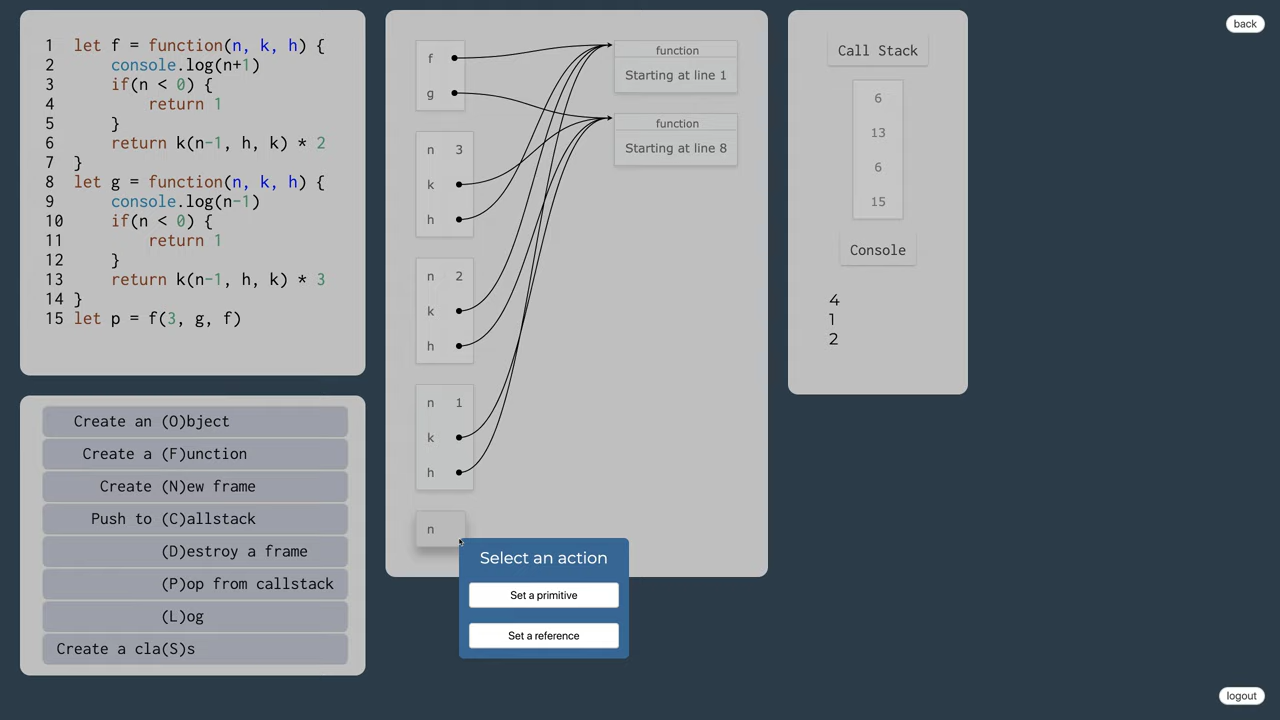 back
1 let f = function(n, k, h) {
2 console.log(n+1)
3 if(n < 0) {
4 return 1
5 }
6 return k(n-1, h, k) * 2
7 }
8 let g = function(n, k, h) {
9 console.log(n-1)
10 if(n < 0) {
11 return 1
12 }
13 return k(n-1, h, k) * 3
14 }
15 let p = f(3, g, f)
Create an (O)bject
Create a (F)unction
Create (N)ew frame
Push to (C)allstack
(D)estroy a frame
(P)op from callstack
(L)og
Create a cla(S)s
f
g
n 3
k
h
n 2
k
h
n 1
k
h
n
function
Starting at line 1
function
Starting at line 8
Select an action
Set a primitive
Set a reference
Call Stack
6
13
6
15
Console
4
1
2
logout